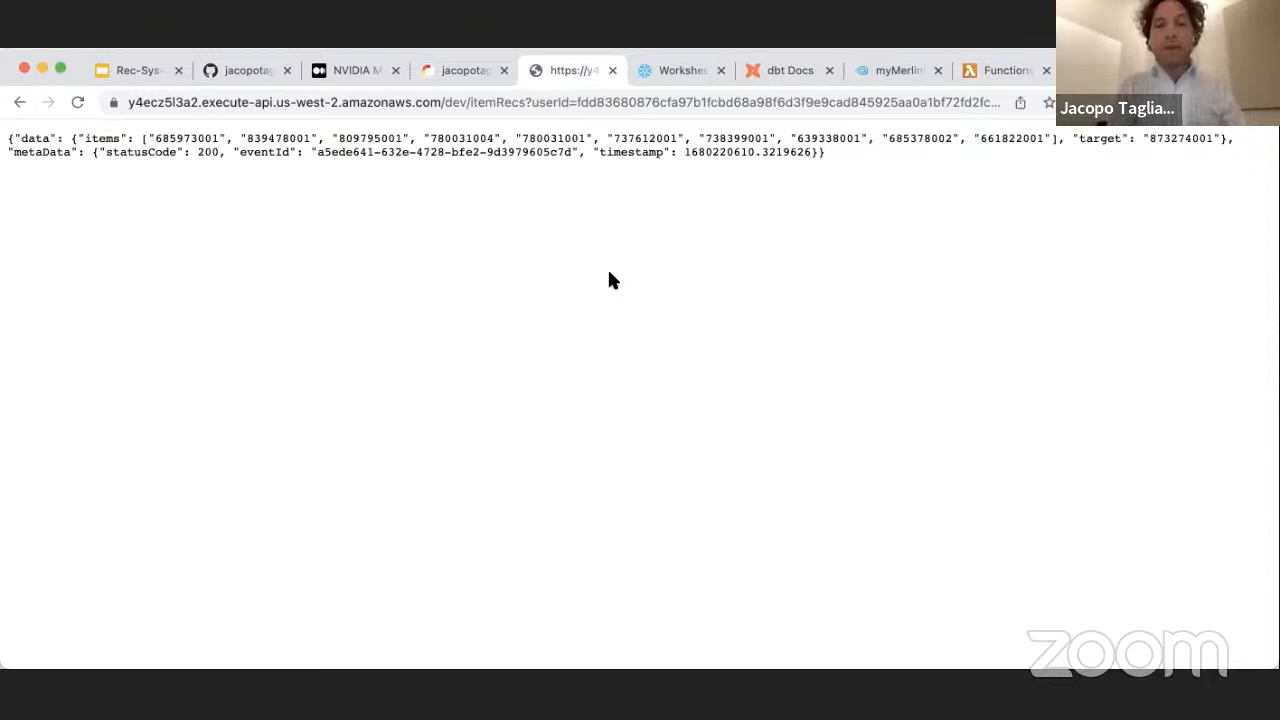 Rec-Sys-
jacopotag
NVIDIA M
jacopotag
https://y4
Workshee
dbt Docs
myMerlin
Function
y4ecz5l3a2.execute-api.us-west-2.amazonaws.com/dev/itemRecs?userId=fdd83680876cfa97b1fcbd68a98f6d3f9e9cad845925aa0a1bf72fd2fc...
Jacopo Taglia...
{"data": {"items": ["685973001", "839478001", "809795001", "780031004", "780031001", "737612001", "738399001", "639338001", "685378002", "661822001"], "target": "873274001"},
"metaData": {"statusCode": 200, "eventId": "a5ede641-632e-4728-bfe2-9d3979605c7d", "timestamp": 1680220610.3219626}}
zoom